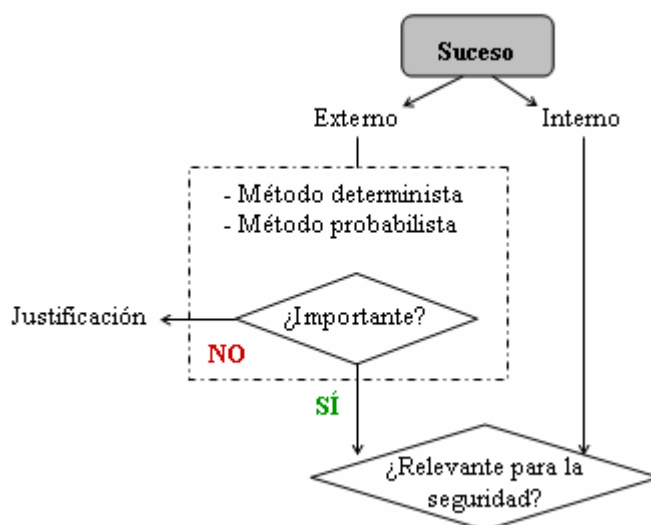 Suceso
Externo
Interno
- Método determinista
- Método probabilista
Justificación
¿Importante?
NO
SÍ
¿Relevante para la
seguridad?